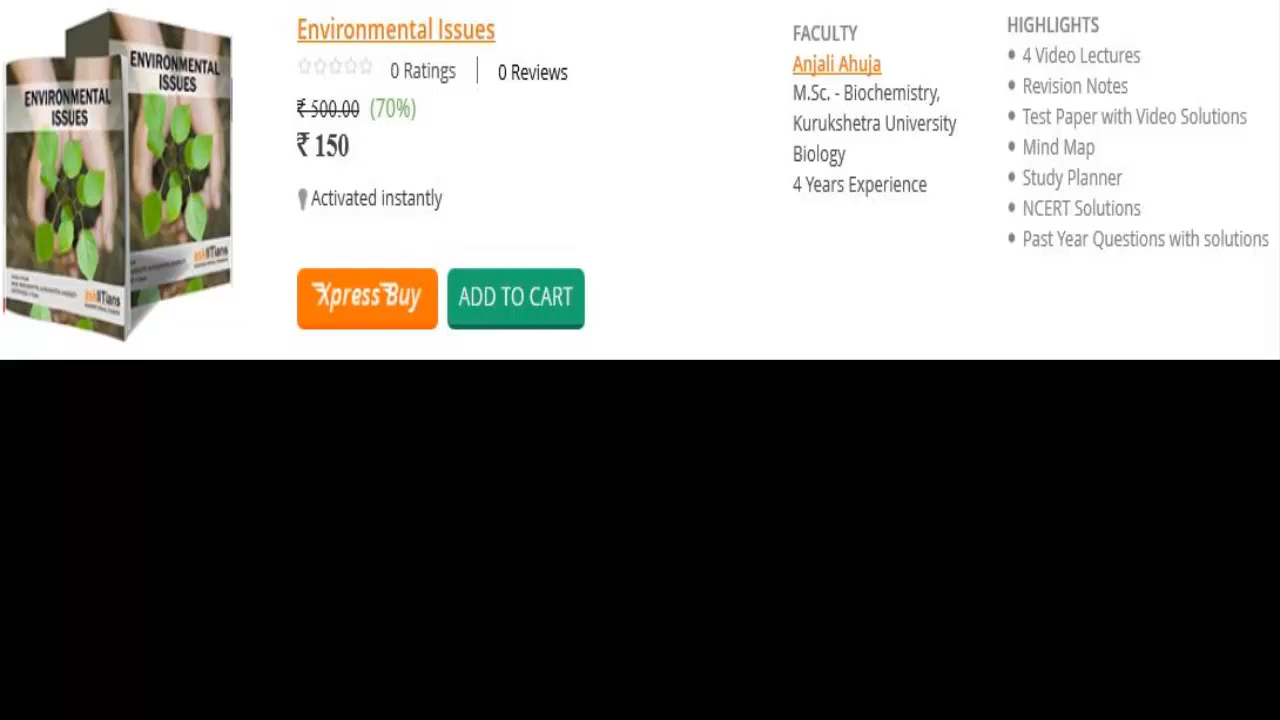 ENVIRONMENTAL
ISSUES
ENVIRONMENTAL
ISSUES
askIITians
askIITians
Environmental Issues
0 Ratings | 0 Reviews
₹ 500.00 (70%)
₹ 150
Activated instantly
Xpress Buy
ADD TO CART
FACULTY
Anjali Ahuja
M.Sc. - Biochemistry,
Kurukshetra University
Biology
4 Years Experience
HIGHLIGHTS
• 4 Video Lectures
• Revision Notes
• Test Paper with Video Solutions
• Mind Map
• Study Planner
• NCERT Solutions
• Past Year Questions with solutions